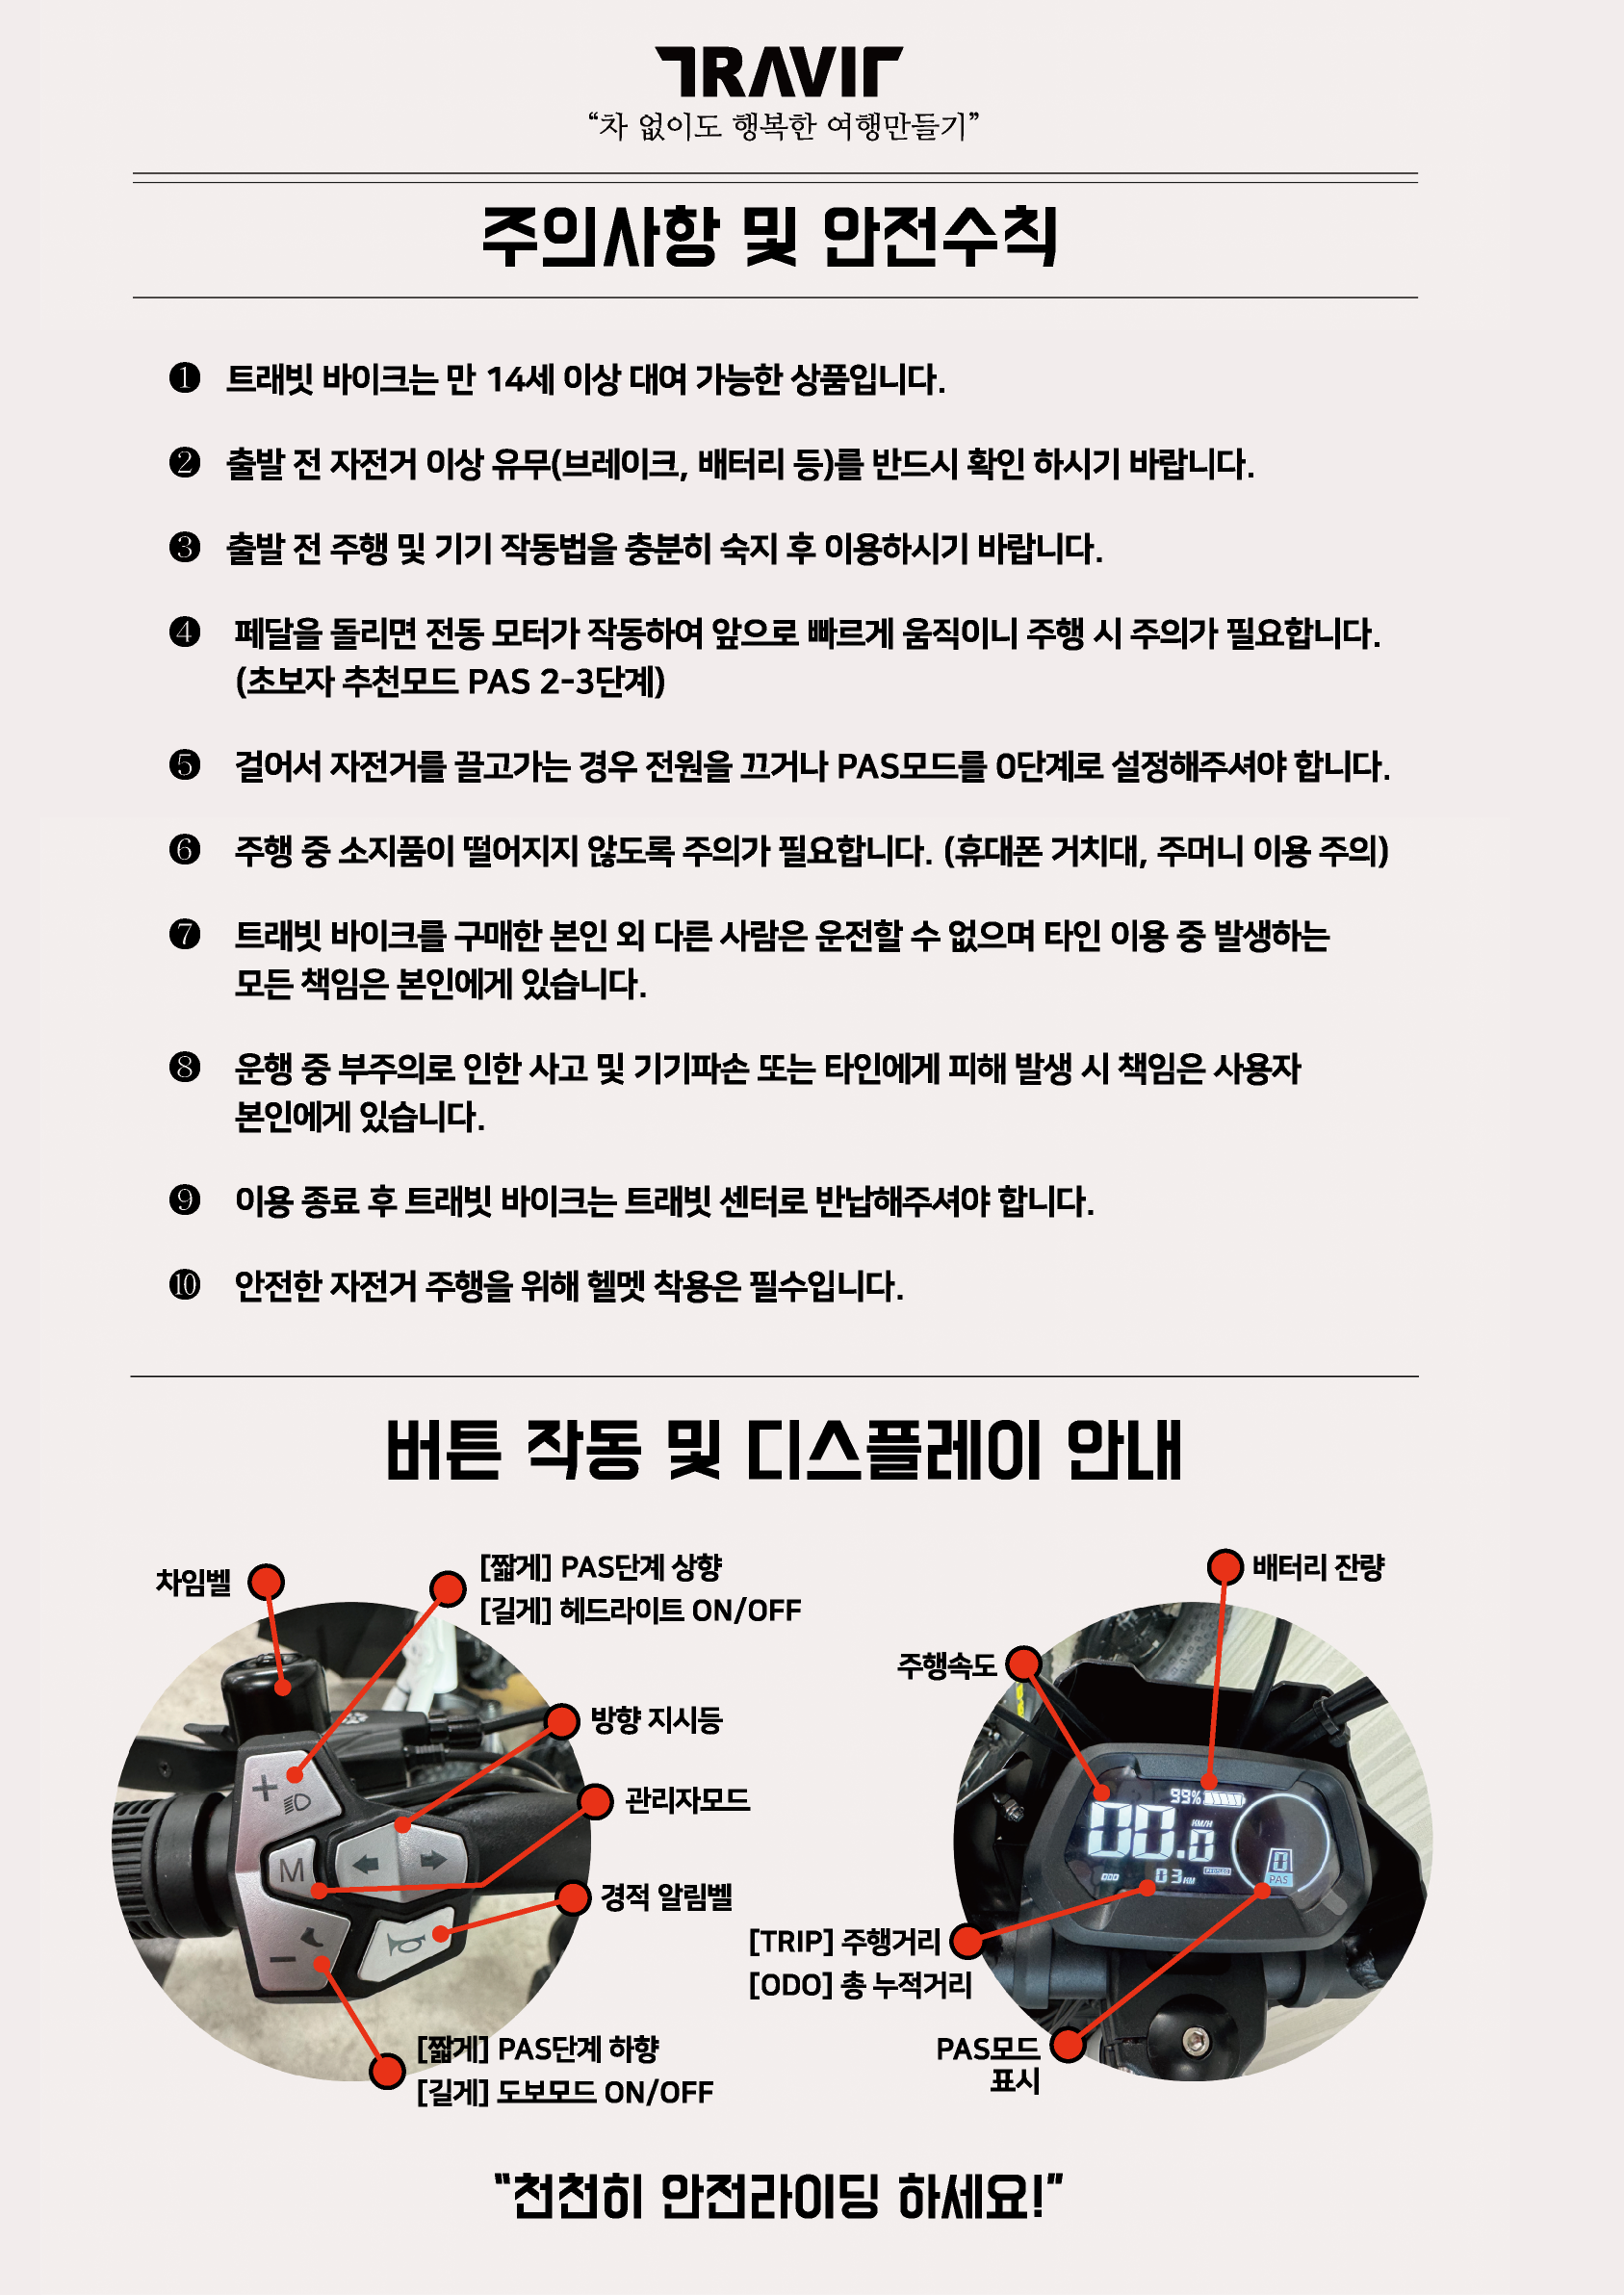 TRAVIT
“차 없이도 행복한 여행만들기”
주의사항 및 안전수칙
❶ 트래빗 바이크는 만 14세 이상 대여 가능한 상품입니다.
❷ 출발 전 자전거 이상 유무(브레이크, 배터리 등)를 반드시 확인 하시기 바랍니다.
❸ 출발 전 주행 및 기기 작동법을 충분히 숙지 후 이용하시기 바랍니다.
❹ 페달을 돌리면 전동 모터가 작동하여 앞으로 빠르게 움직이니 주행 시 주의가 필요합니다.
(초보자 추천모드 PAS 2-3단계)
❺ 걸어서 자전거를 끌고가는 경우 전원을 끄거나 PAS모드를 0단계로 설정해주셔야 합니다.
❻ 주행 중 소지품이 떨어지지 않도록 주의가 필요합니다. (휴대폰 거치대, 주머니 이용 주의)
❼ 트래빗 바이크를 구매한 본인 외 다른 사람은 운전할 수 없으며 타인 이용 중 발생하는
모든 책임은 본인에게 있습니다.
❽ 운행 중 부주의로 인한 사고 및 기기파손 또는 타인에게 피해 발생 시 책임은 사용자
본인에게 있습니다.
❾ 이용 종료 후 트래빗 바이크는 트래빗 센터로 반납해주셔야 합니다.
❿ 안전한 자전거 주행을 위해 헬멧 착용은 필수입니다.
버튼 작동 및 디스플레이 안내
차임벨
[짧게] PAS단계 상향
[길게] 헤드라이트 ON/OFF
방향 지시등
관리자모드
경적 알림벨
[짧게] PAS단계 하향
[길게] 도보모드 ON/OFF
+
M
−
배터리 잔량
주행속도
99%
00.0
KM/H
ODO 03 KM
0
PAS
[TRIP] 주행거리
[ODO] 총 누적거리
PAS모드
표시
“천천히 안전라이딩 하세요!”